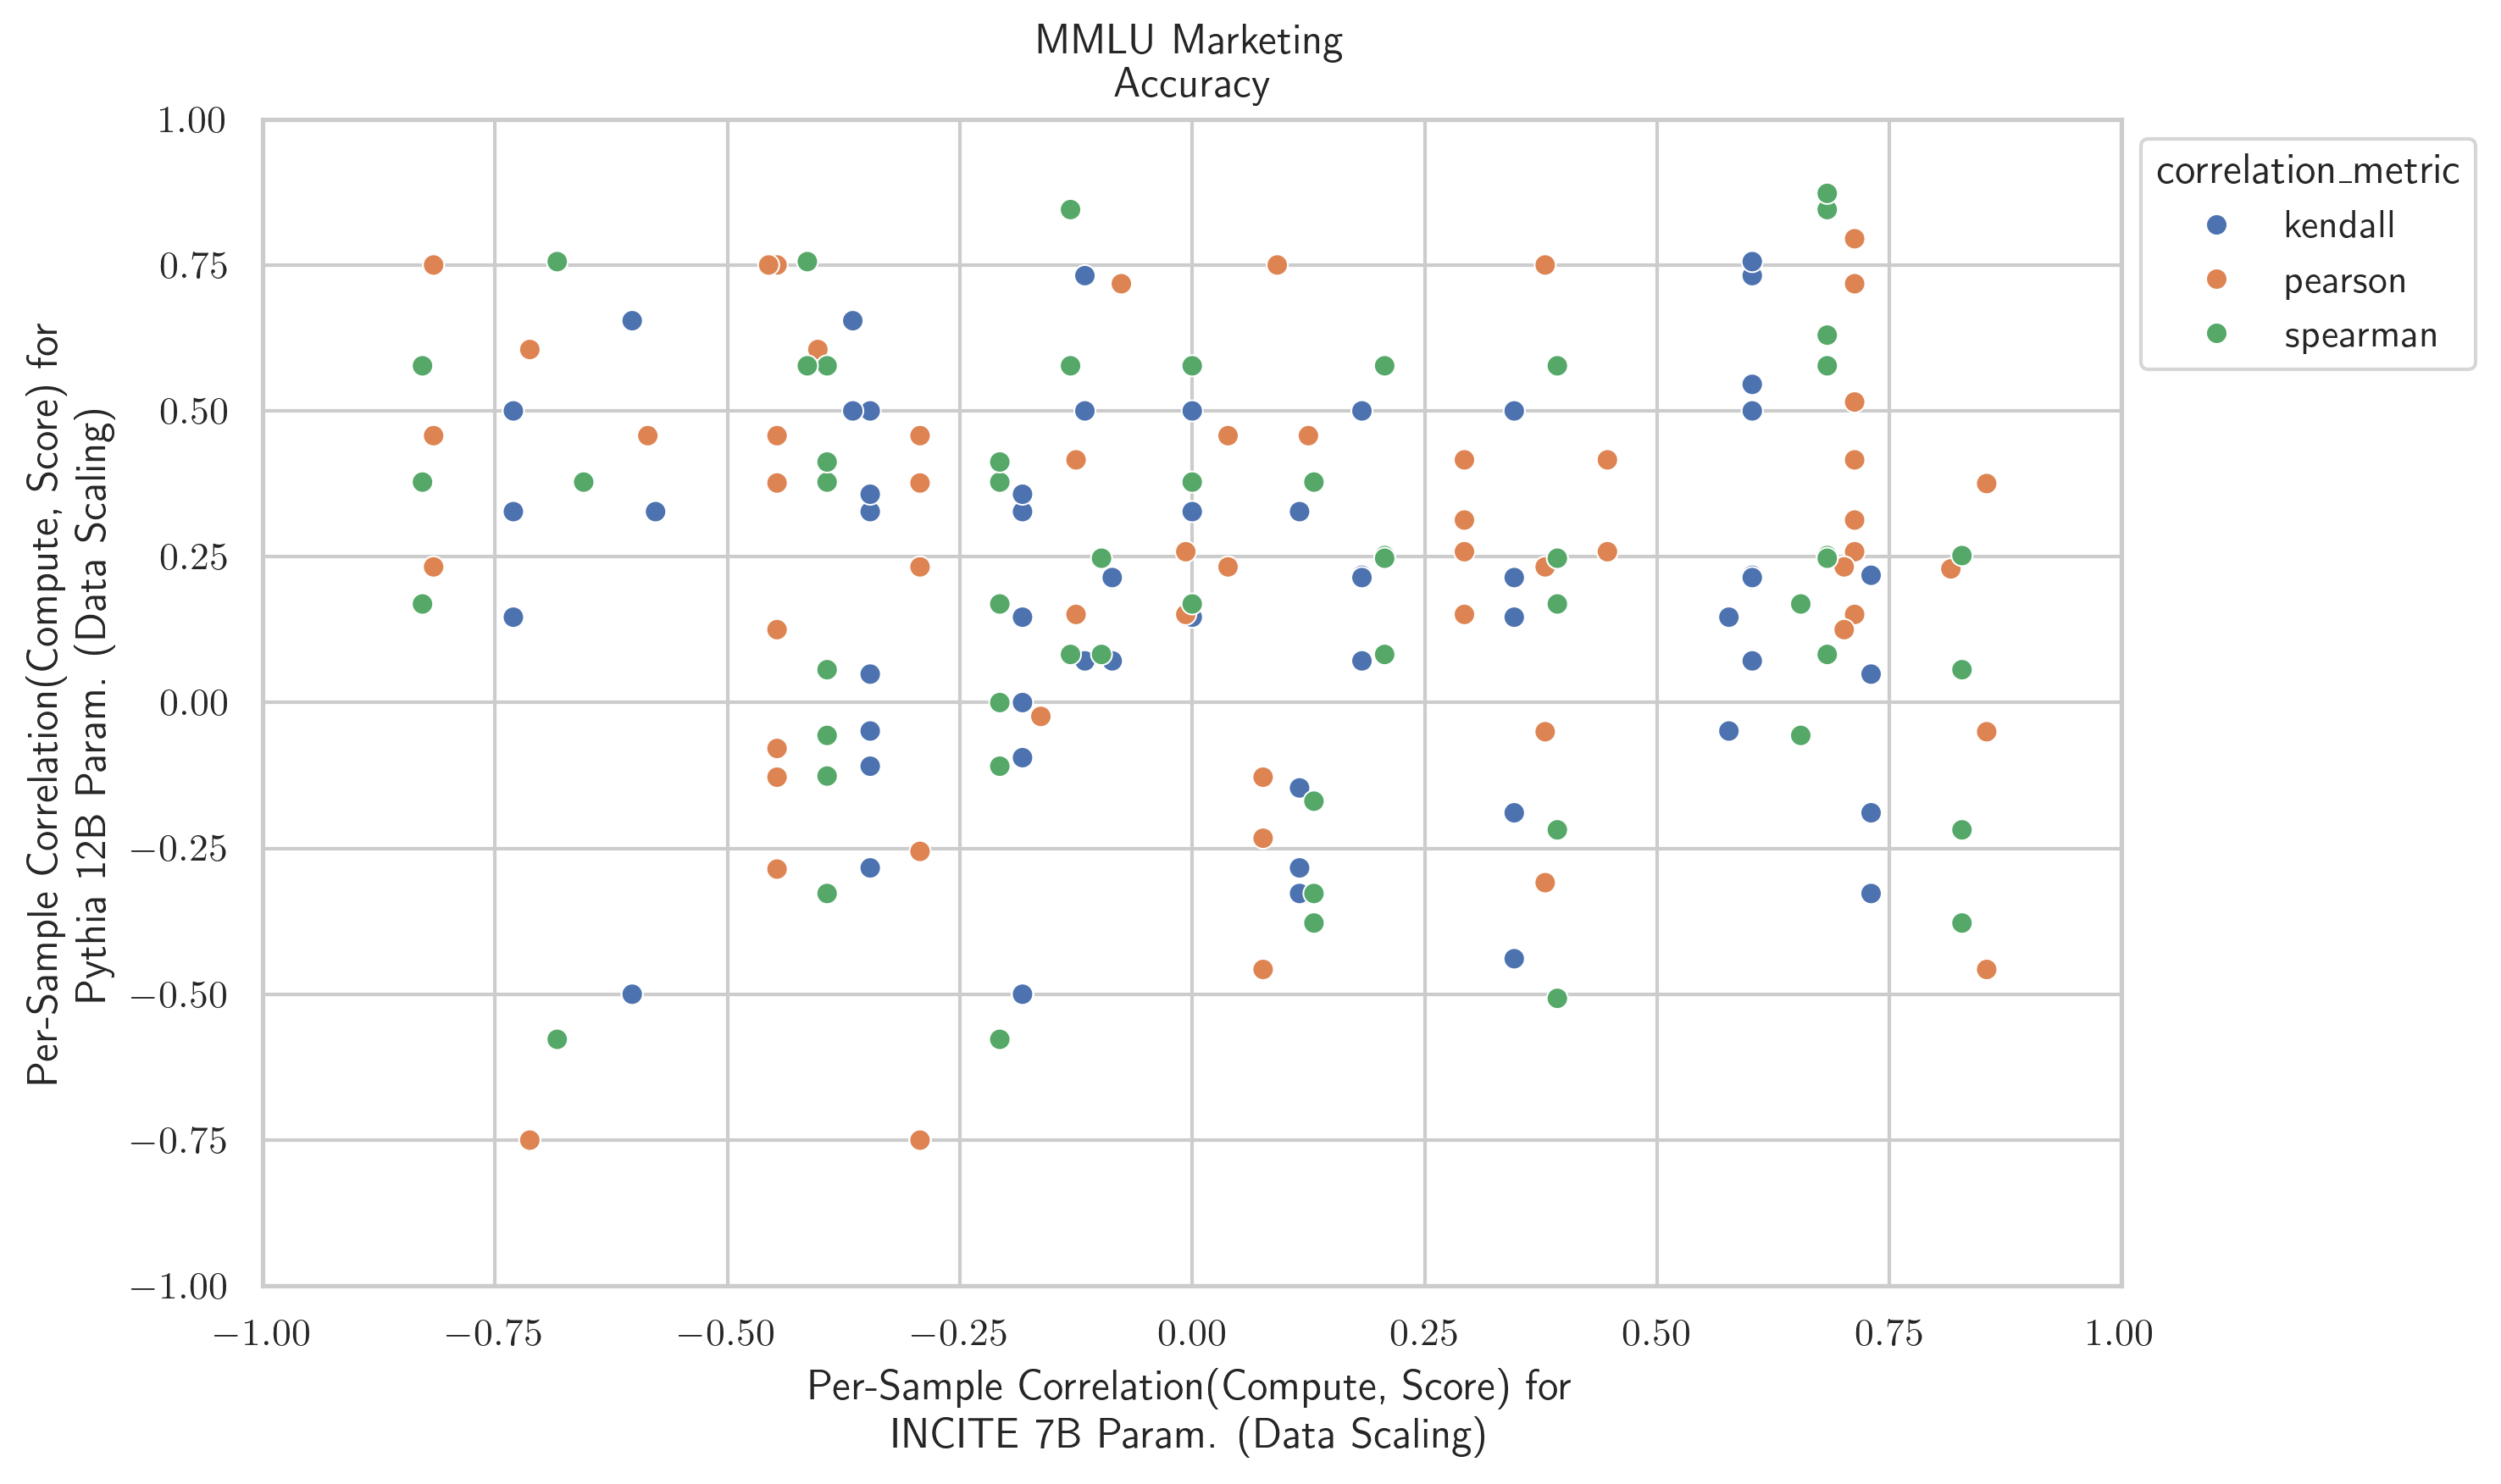 MMLU Marketing
Accuracy
1.00
0.75
0.50
0.25
0.00
−0.25
−0.50
−0.75
−1.00
Per-Sample Correlation(Compute, Score) for
Pythia 12B Param. (Data Scaling)
correlation_metric
kendall
pearson
spearman
−1.00 −0.75 −0.50 −0.25 0.00 0.25 0.50 0.75 1.00
Per-Sample Correlation(Compute, Score) for
INCITE 7B Param. (Data Scaling)